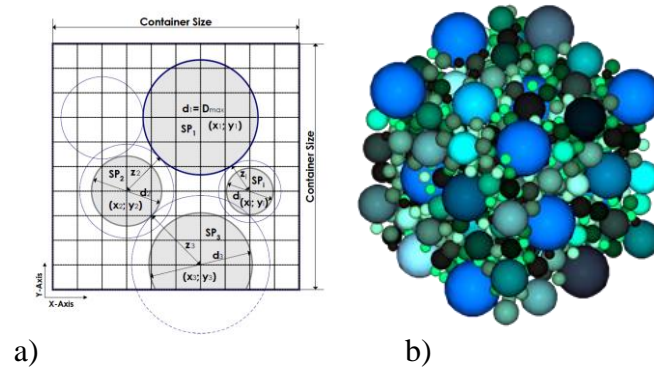 Container Size
Container Size
d₁ = Dmax
SP₁ (x₁; y₁)
SP₂
z₂
d₂
(x₂; y₂)
zᵢ
SPᵢ
d
(xᵢ yᵢ)
SP₃
z₃
d₃
(x₃; y₃)
Y-Axis
X-Axis
a)
b)